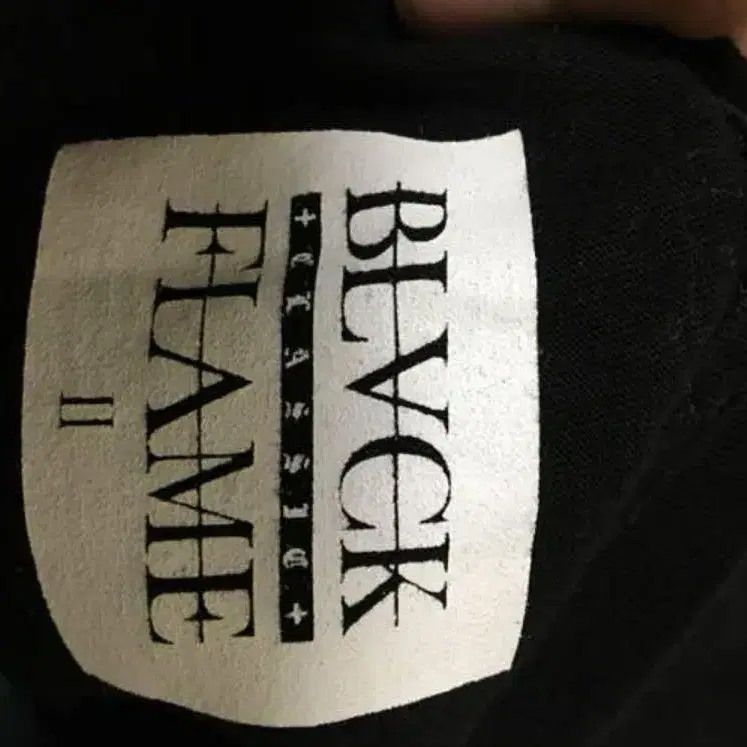 BLVCK
+ CLASSIC +
FLAME
II